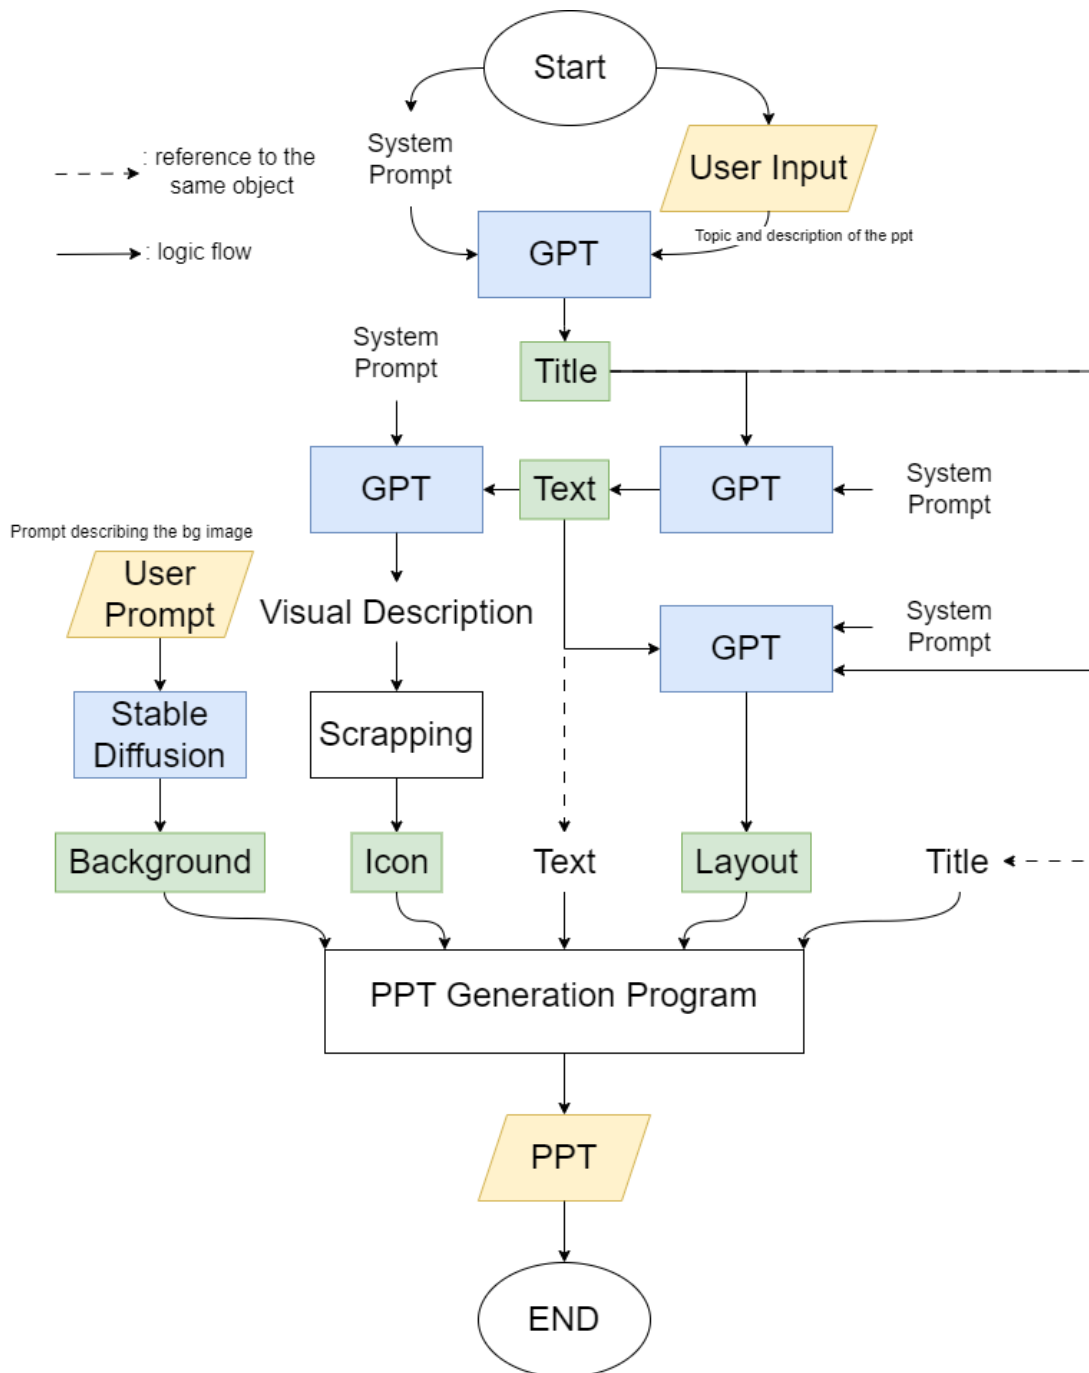 Start
System
Prompt
: reference to the
same object
User Input
Topic and description of the ppt
: logic flow
GPT
System
Prompt
Title
GPT
Text
GPT
System
Prompt
Prompt describing the bg image
User
Prompt
Visual Description
GPT
System
Prompt
Stable
Diffusion
Scrapping
Background
Icon
Text
Layout
Title
PPT Generation Program
PPT
END